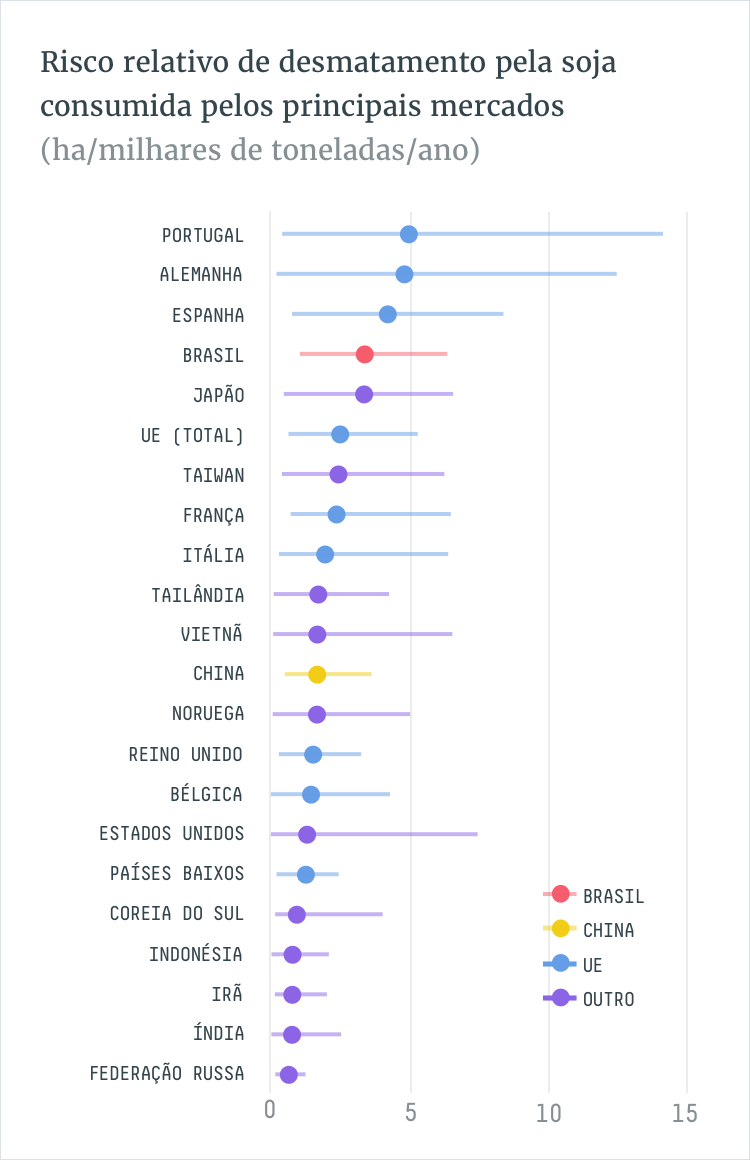 Risco relativo de desmatamento pela soja
consumida pelos principais mercados
(ha/milhares de toneladas/ano)
PORTUGAL
ALEMANHA
ESPANHA
BRASIL
JAPÃO
UE (TOTAL)
TAIWAN
FRANÇA
ITÁLIA
TAILÂNDIA
VIETNÃ
CHINA
NORUEGA
REINO UNIDO
BÉLGICA
ESTADOS UNIDOS
PAÍSES BAIXOS
COREIA DO SUL
INDONÉSIA
IRÃ
ÍNDIA
FEDERAÇÃO RUSSA
BRASIL
CHINA
UE
OUTRO
0 5 10 15